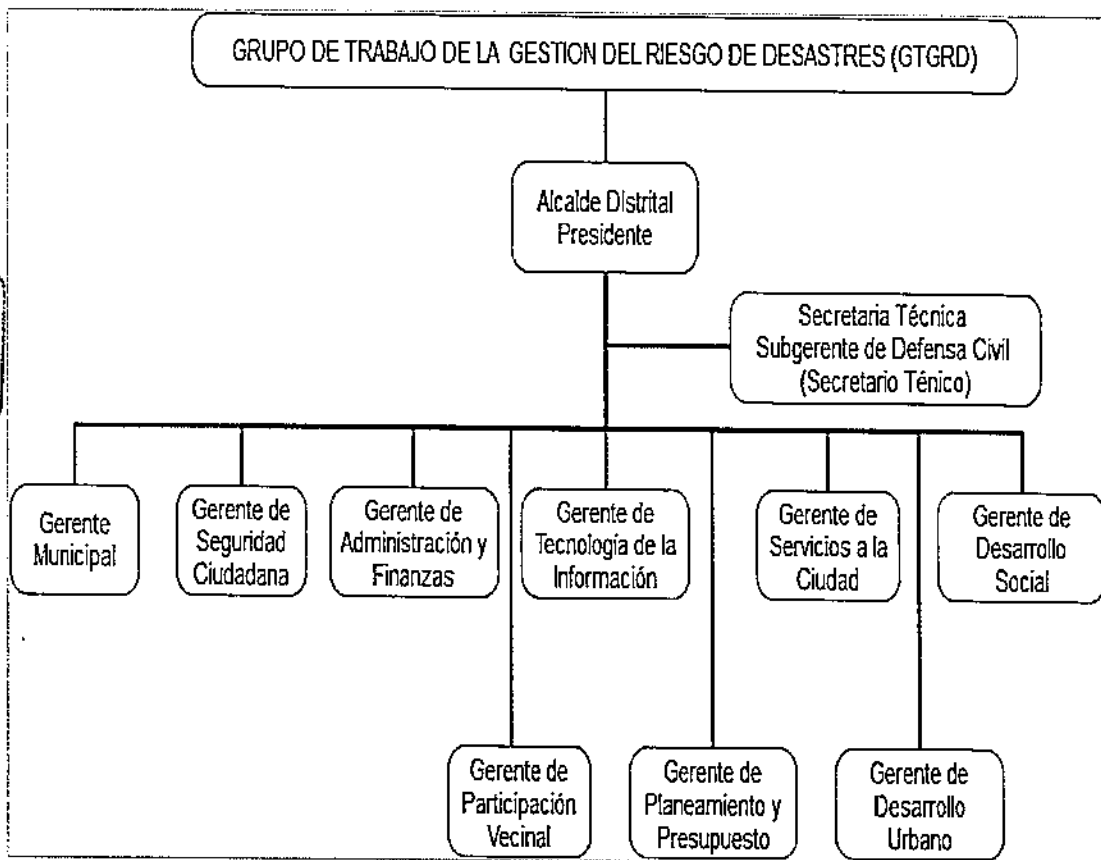 GRUPO DE TRABAJO DE LA GESTION DEL RIESGO DE DESASTRES (GTGRD)
Alcalde Distrital
Presidente
Secretaria Técnica
Subgerente de Defensa Civil
(Secretario Ténico)
Gerente
Municipal
Gerente de
Seguridad
Ciudadana
Gerente de
Administración y
Finanzas
Gerente de
Tecnología de la
Información
Gerente de
Servicios a la
Ciudad
Gerente de
Desarrollo
Social
Gerente de
Participación
Vecinal
Gerente de
Planeamiento y
Presupuesto
Gerente de
Desarrollo
Urbano